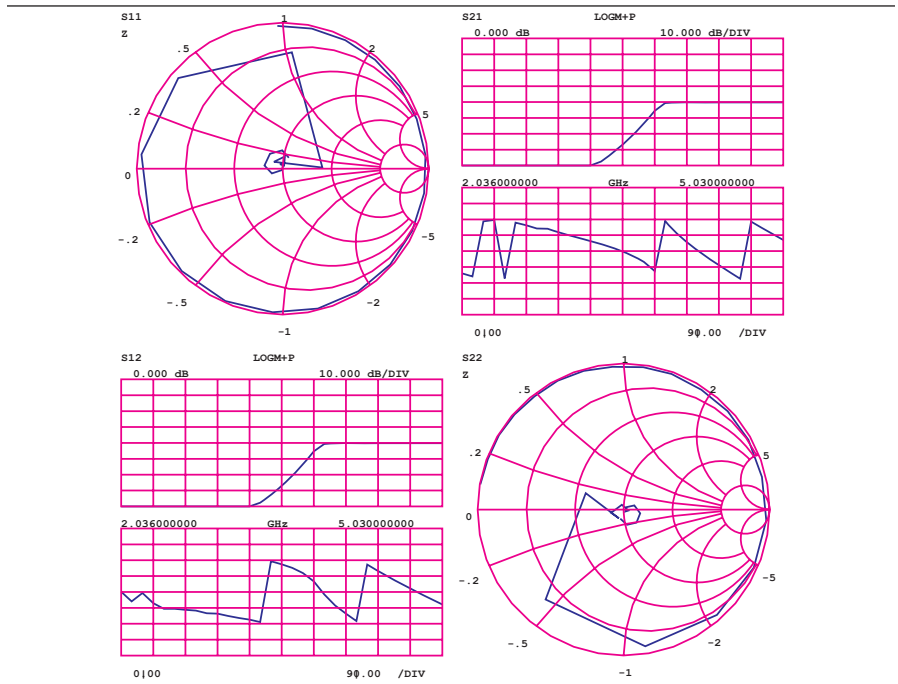 S11
Z
1
.5
2
.2
5
0
-.2
-5
-.5
-2
-1
S21 LOGM+P
0.000 dB 10.000 dB/DIV
2.036000000 GHz 5.030000000
0.00 90.00 /DIV
S12 LOGM+P
0.000 dB 10.000 dB/DIV
2.036000000 GHz 5.030000000
0.00 90.00 /DIV
S22
Z
1
.5
2
.2
5
0
-.2
-5
-.5
-2
-1